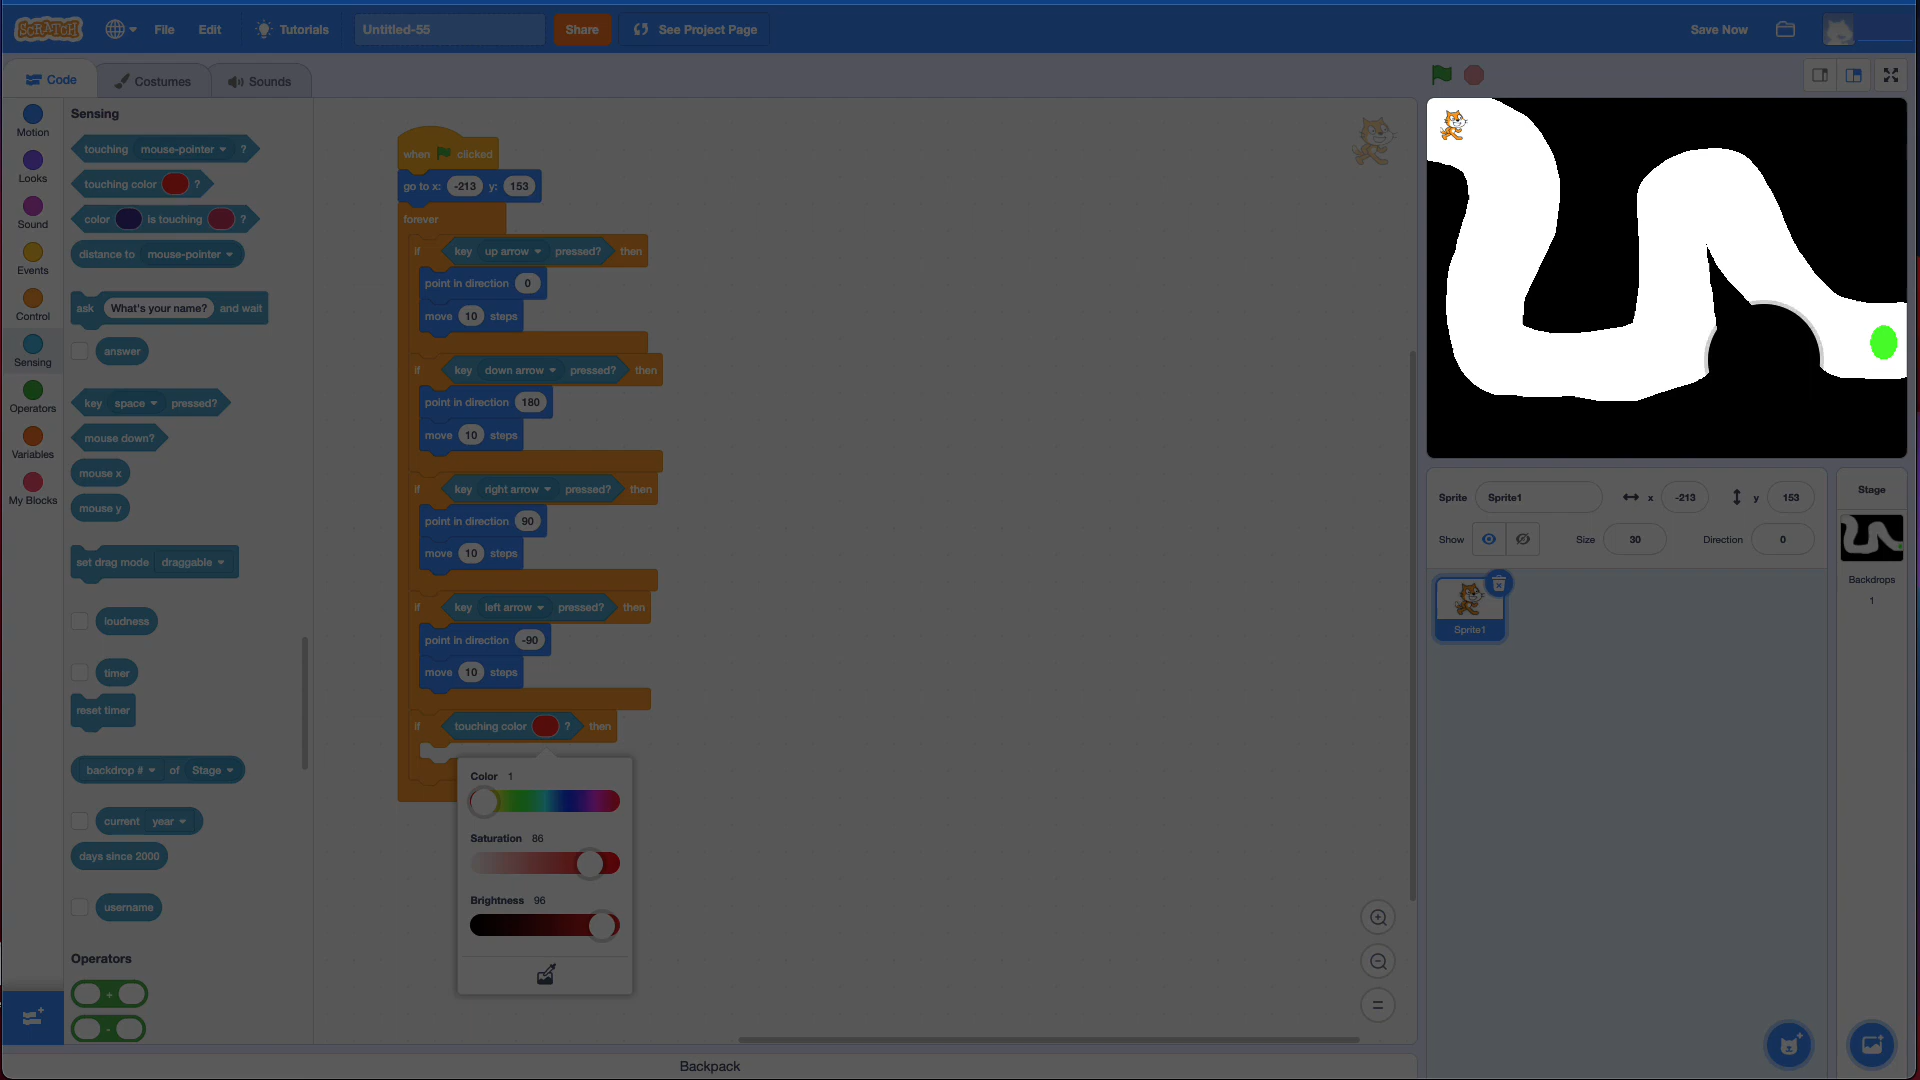 SCRATCH File Edit Tutorials Untitled-55 Share See Project Page Save Now
Code Costumes Sounds
Motion
Looks
Sound
Events
Control
Sensing
Operators
Variables
My Blocks
Sensing
touching mouse-pointer ?
touching color ?
color is touching ?
distance to mouse-pointer
ask What's your name? and wait
answer
key space pressed?
mouse down?
mouse x
mouse y
set drag mode draggable
loudness
timer
reset timer
backdrop # of Stage
current year
days since 2000
username
Operators
+
-
when clicked
go to x: -213 y: 153
forever
if key up arrow pressed? then
point in direction 0
move 10 steps
if key down arrow pressed? then
point in direction 180
move 10 steps
if key right arrow pressed? then
point in direction 90
move 10 steps
if key left arrow pressed? then
point in direction -90
move 10 steps
if touching color ? then
Color 1
Saturation 86
Brightness 96
Backpack
Sprite Sprite1 x -213 y 153
Show Size 30 Direction 0
Sprite1
Stage
Backdrops
1